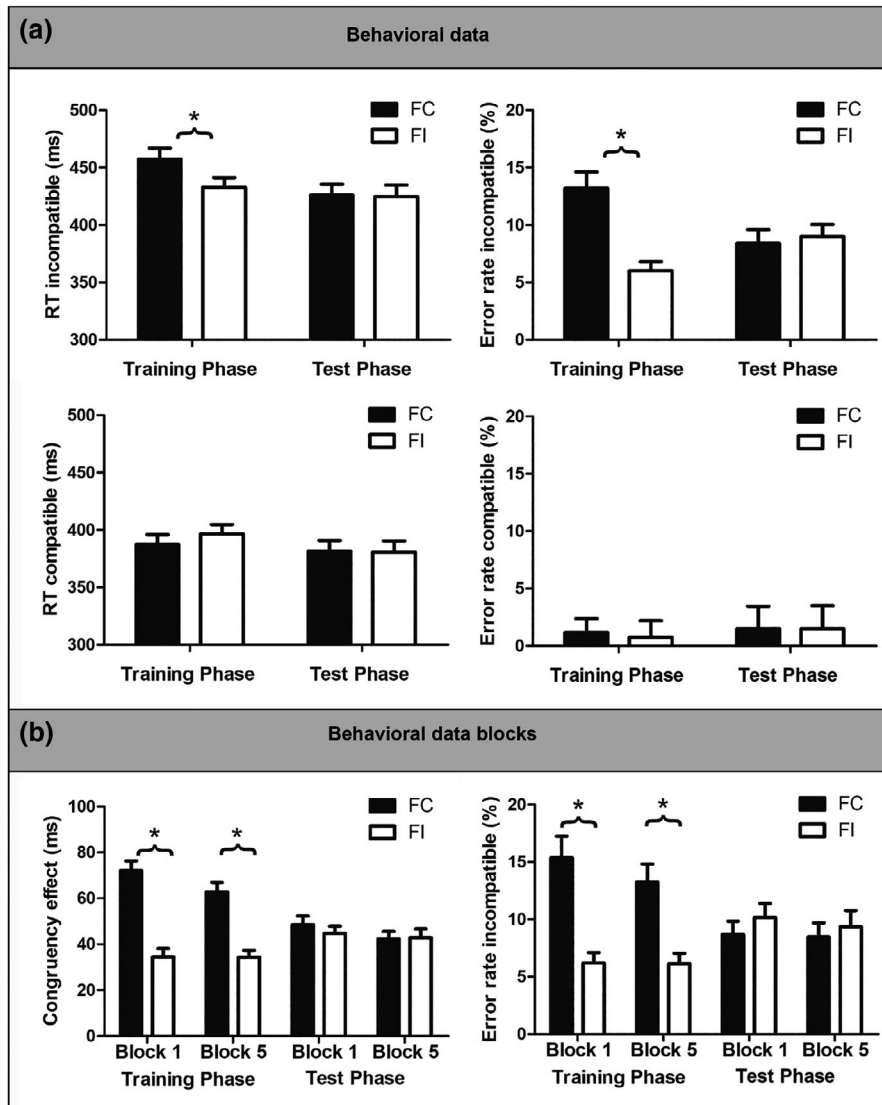 (a)
Behavioral data
RT incompatible (ms)
500
450
400
350
300
*
FC
FI
Training Phase Test Phase
Error rate incompatible (%)
20
15
10
5
0
*
FC
FI
Training Phase Test Phase
RT compatible (ms)
500
450
400
350
300
FC
FI
Training Phase Test Phase
Error rate compatible (%)
20
15
10
5
0
FC
FI
Training Phase Test Phase
(b)
Behavioral data blocks
Congruency effect (ms)
100
80
60
40
20
0
* *
FC
FI
Block 1 Block 5 Block 1 Block 5
Training Phase Test Phase
Error rate incompatible (%)
20
15
10
5
0
* *
FC
FI
Block 1 Block 5 Block 1 Block 5
Training Phase Test Phase